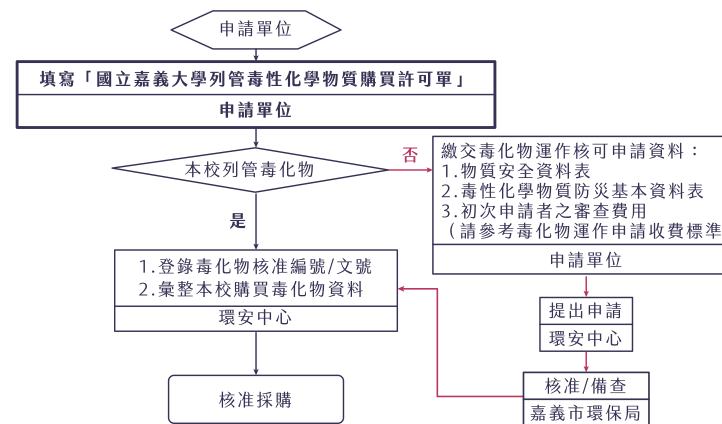 申請單位
填寫「國立嘉義大學列管毒性化學物質購買許可單」
申請單位
本校列管毒化物
否
繳交毒化物運作核可申請資料：
1.物質安全資料表
2.毒性化學物質防災基本資料表
3.初次申請者之審查費用
（請參考毒化物運作申請收費標準
申請單位
是
1.登錄毒化物核准編號/文號
2.彙整本校購買毒化物資料
環安中心
提出申請
環安中心
核准採購
核准/備查
嘉義市環保局